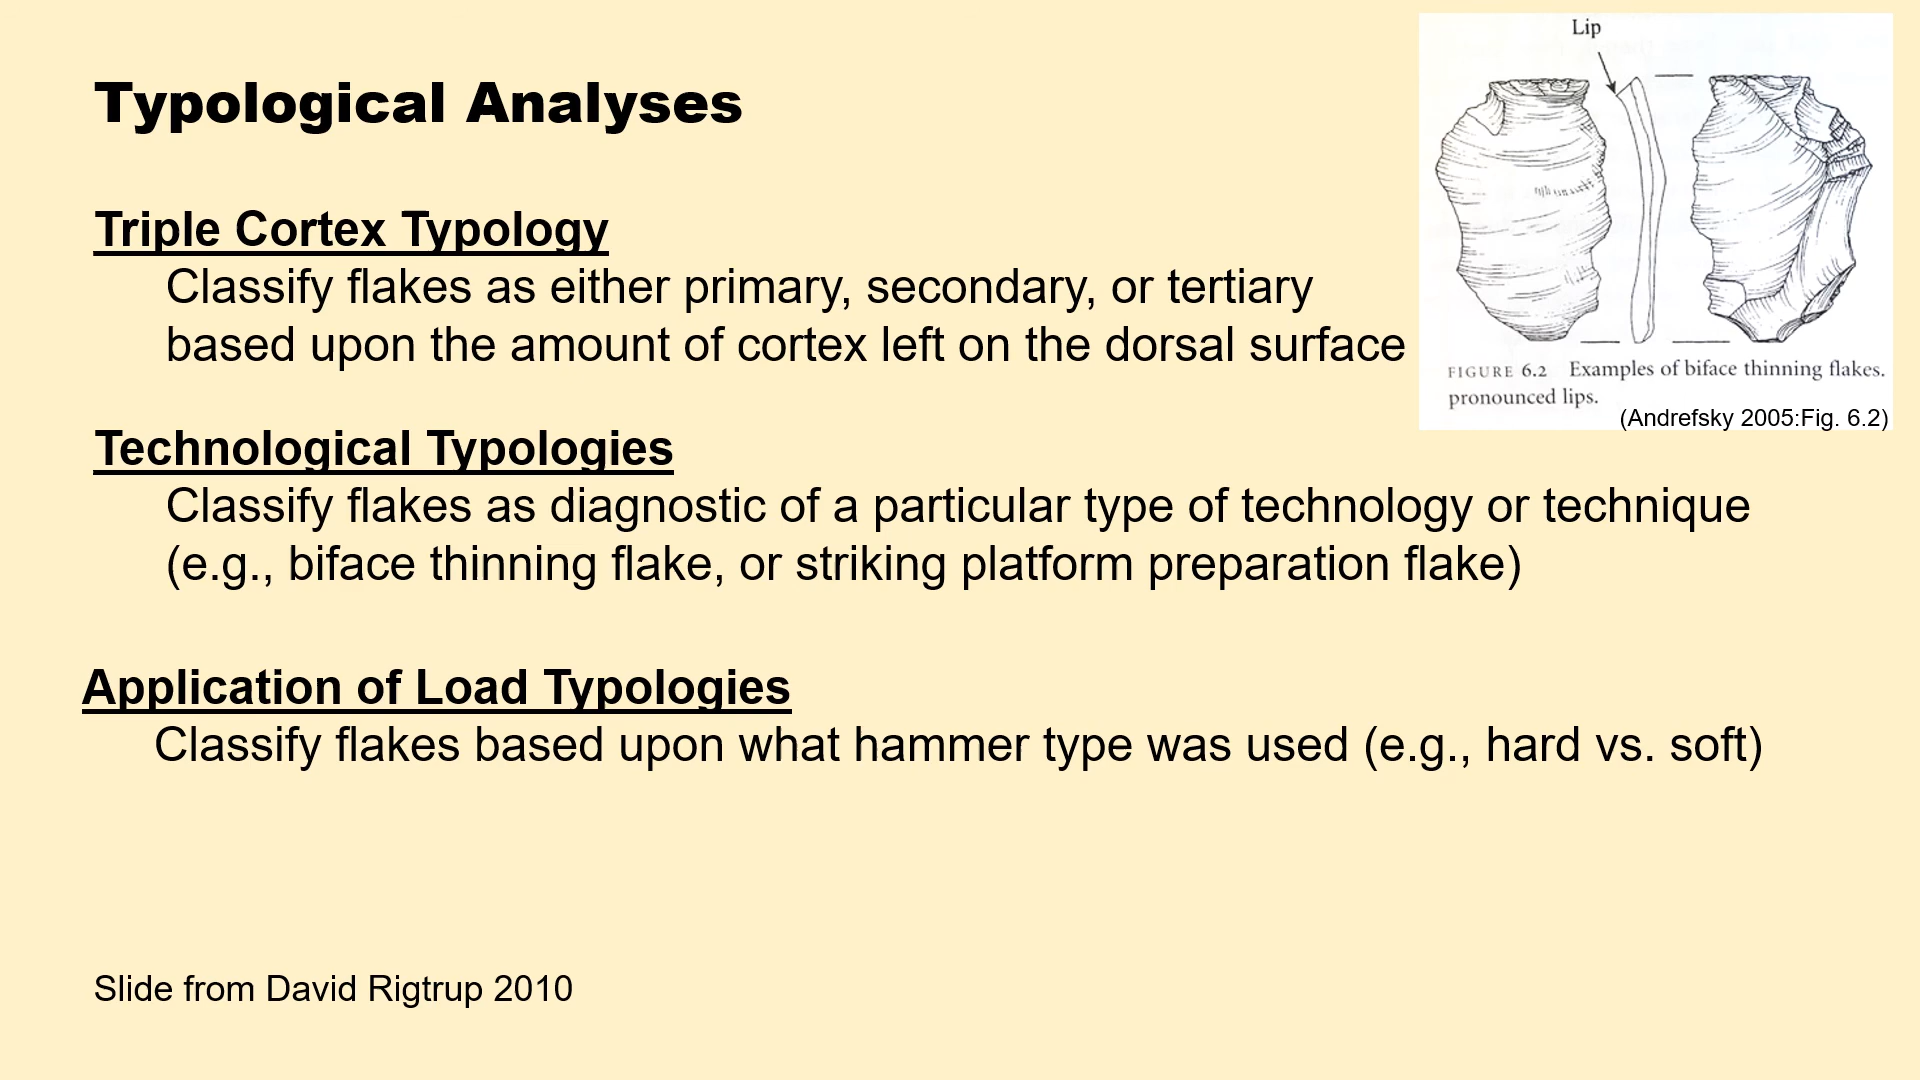 Typological Analyses
Triple Cortex Typology
Classify flakes as either primary, secondary, or tertiary
based upon the amount of cortex left on the dorsal surface
Technological Typologies
Classify flakes as diagnostic of a particular type of technology or technique
(e.g., biface thinning flake, or striking platform preparation flake)
Application of Load Typologies
Classify flakes based upon what hammer type was used (e.g., hard vs. soft)
Slide from David Rigtrup 2010
Lip
FIGURE 6.2 Examples of biface thinning flakes.
pronounced lips.
(Andrefsky 2005:Fig. 6.2)